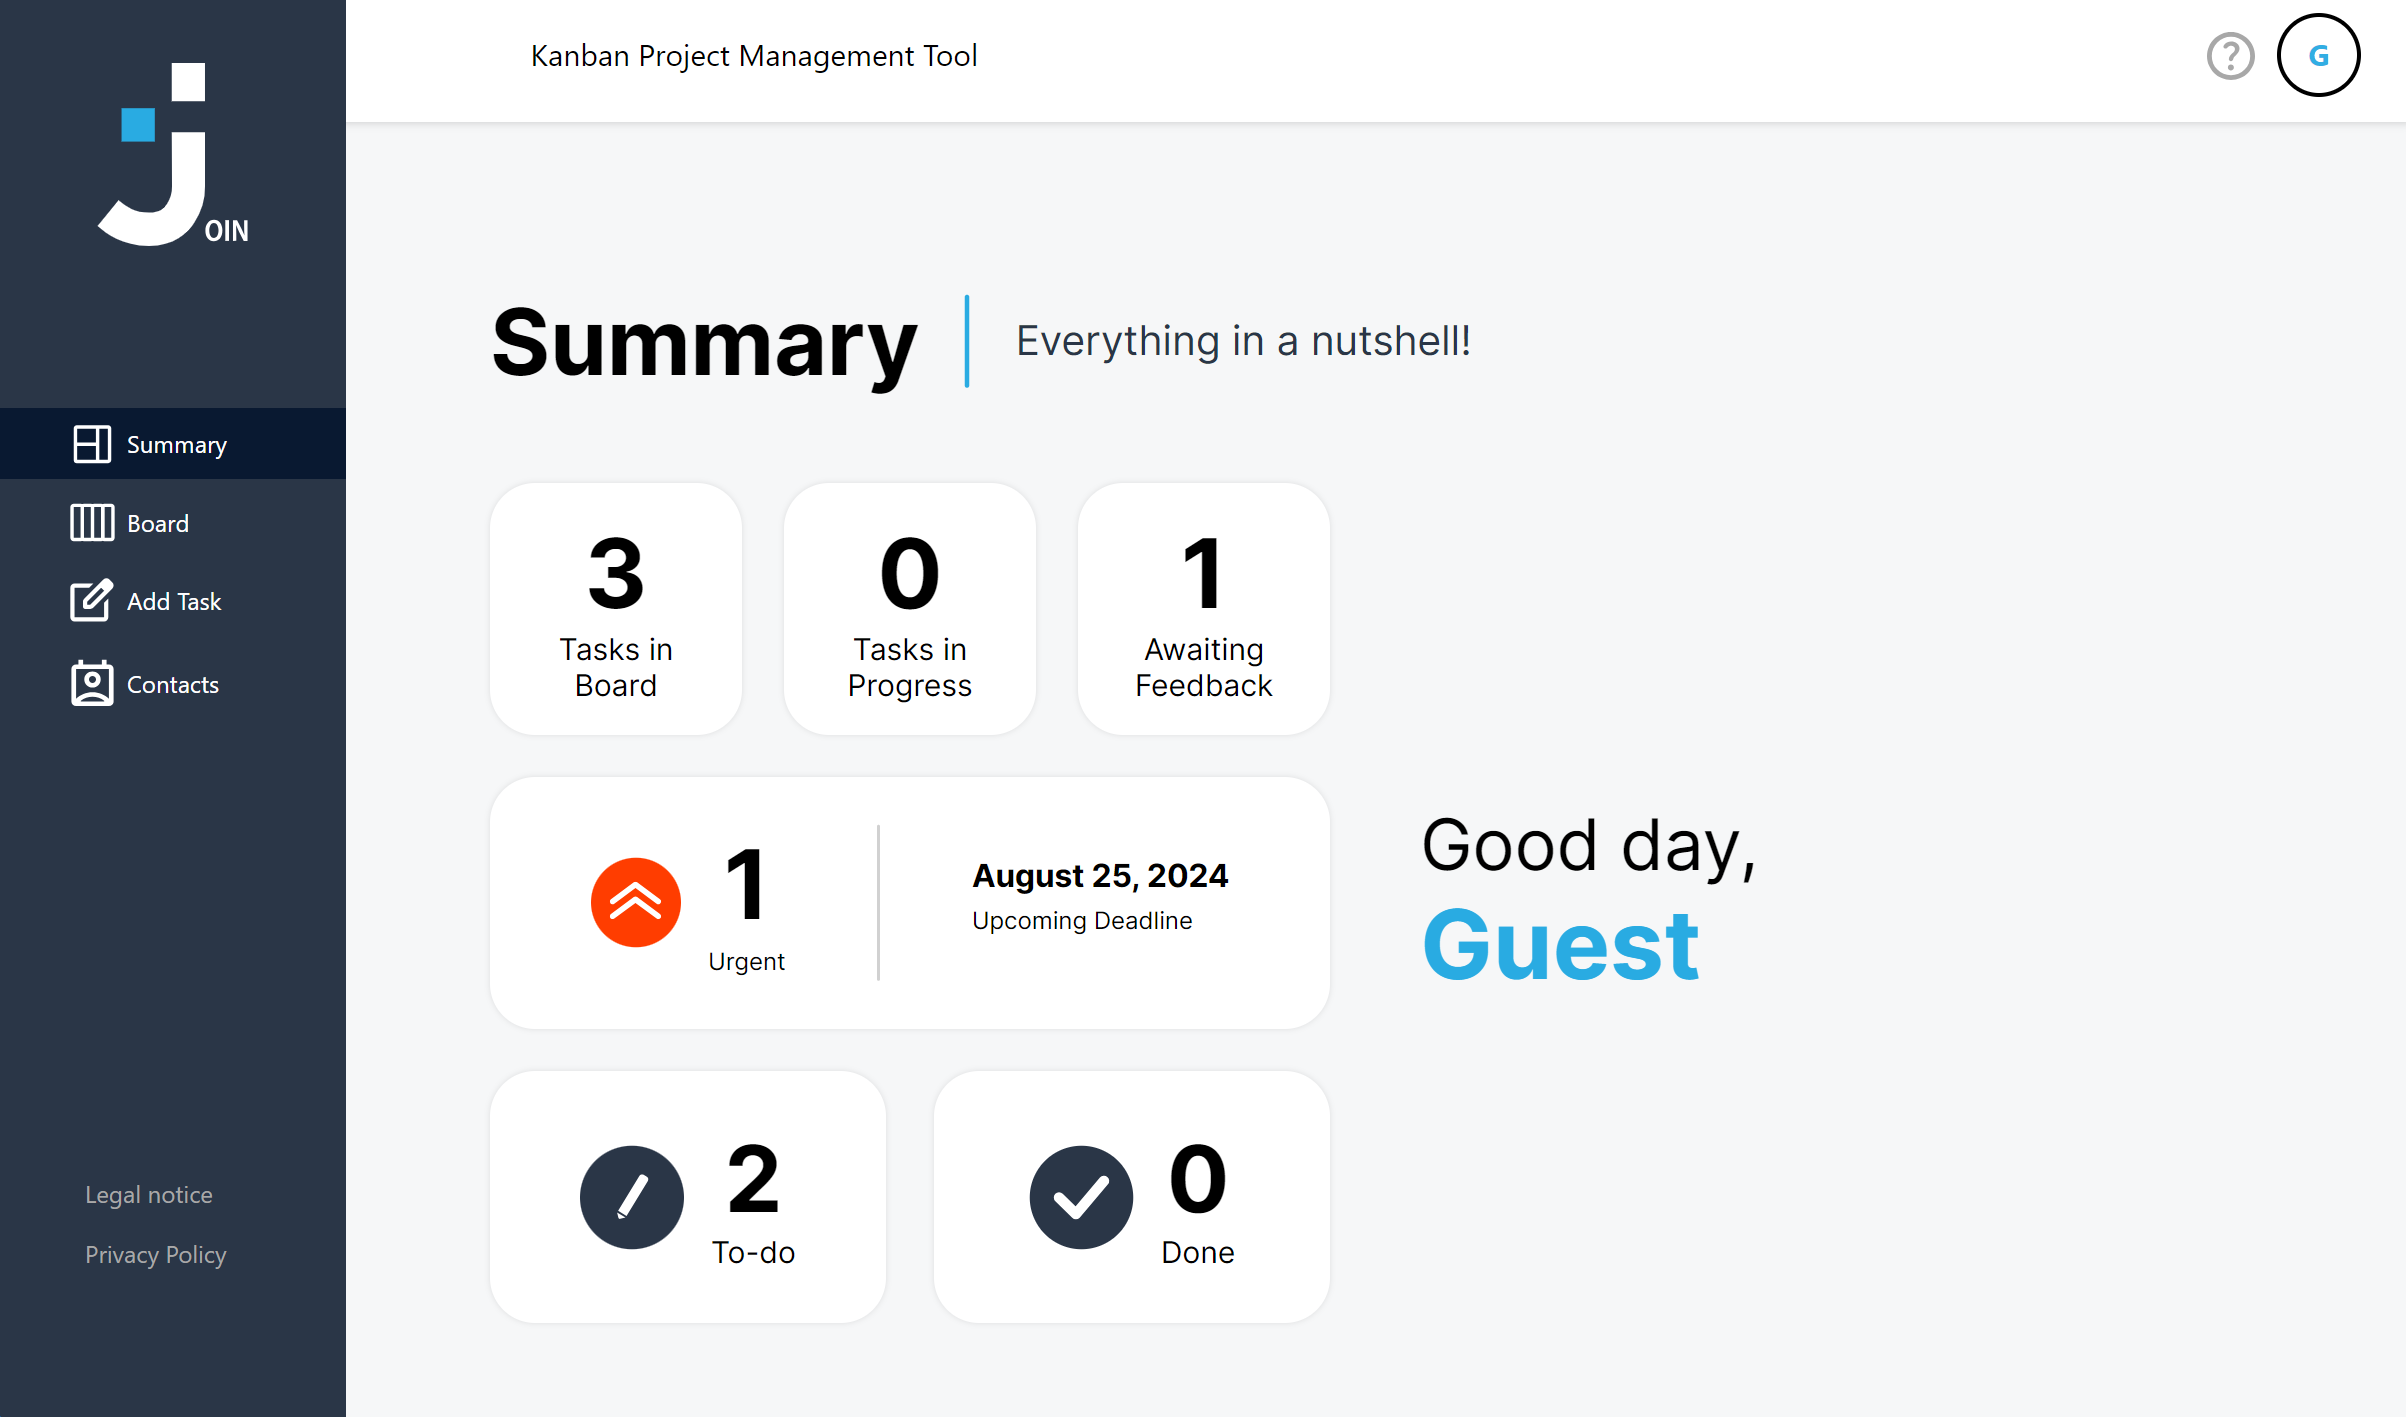 JOIN
Summary
Board
Add Task
Contacts
Legal notice
Privacy Policy
Kanban Project Management Tool
?
G
Summary
Everything in a nutshell!
3
Tasks in
Board
0
Tasks in
Progress
1
Awaiting
Feedback
1
Urgent
August 25, 2024
Upcoming Deadline
Good day,
Guest
2
To-do
0
Done